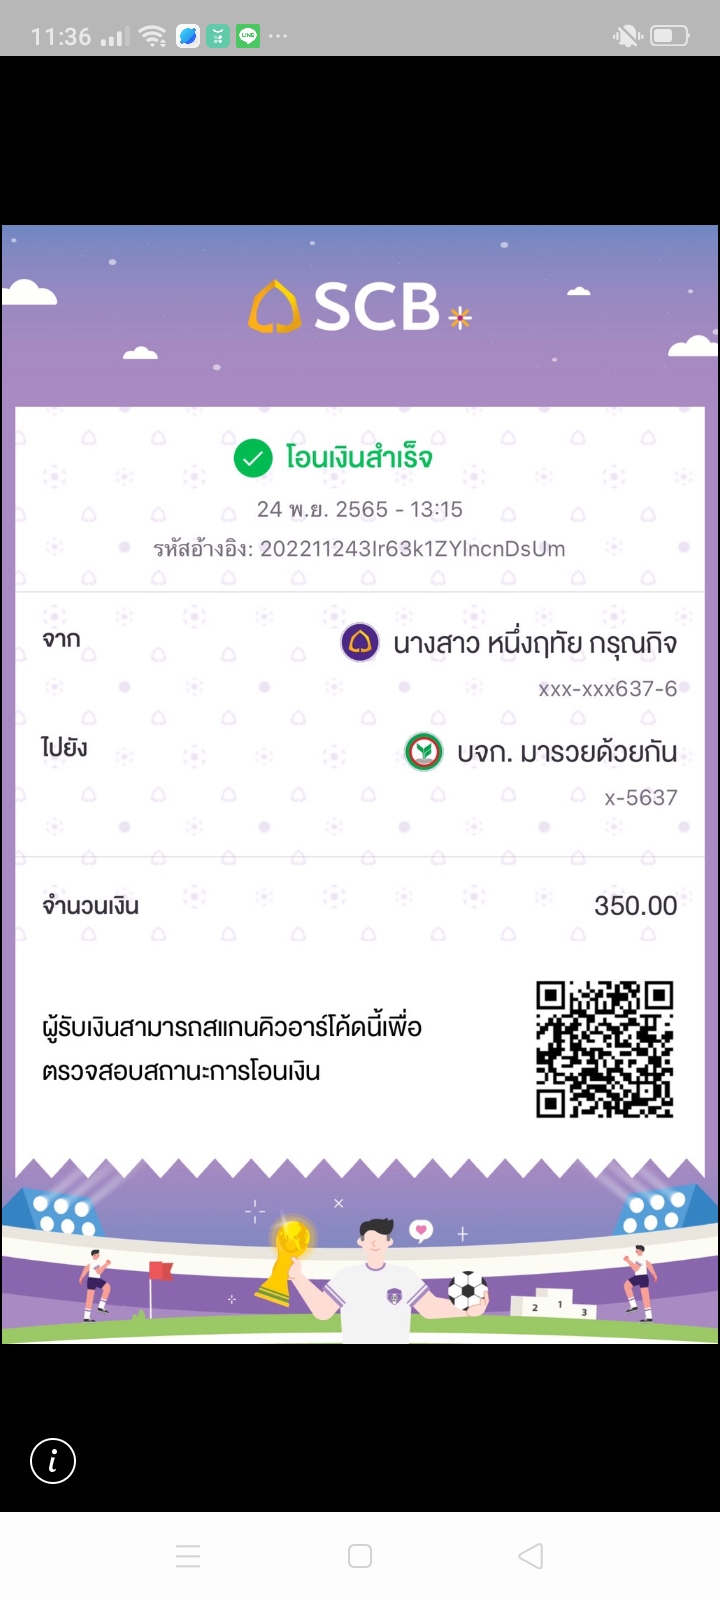 11:36
LINE
SCB
โอนเงินสำเร็จ
24 พ.ย. 2565 - 13:15
รหัสอ้างอิง: 202211243Ir63k1ZYIncnDsUm
จาก
นางสาว หนึ่งฤทัย กรุณกิจ
xxx-xxx637-6
ไปยัง
บจก. มารวยด้วยกัน
x-5637
จำนวนเงิน
350.00
ผู้รับเงินสามารถสแกนคิวอาร์โค้ดนี้เพื่อ
ตรวจสอบสถานะการโอนเงิน
2 1 3
i